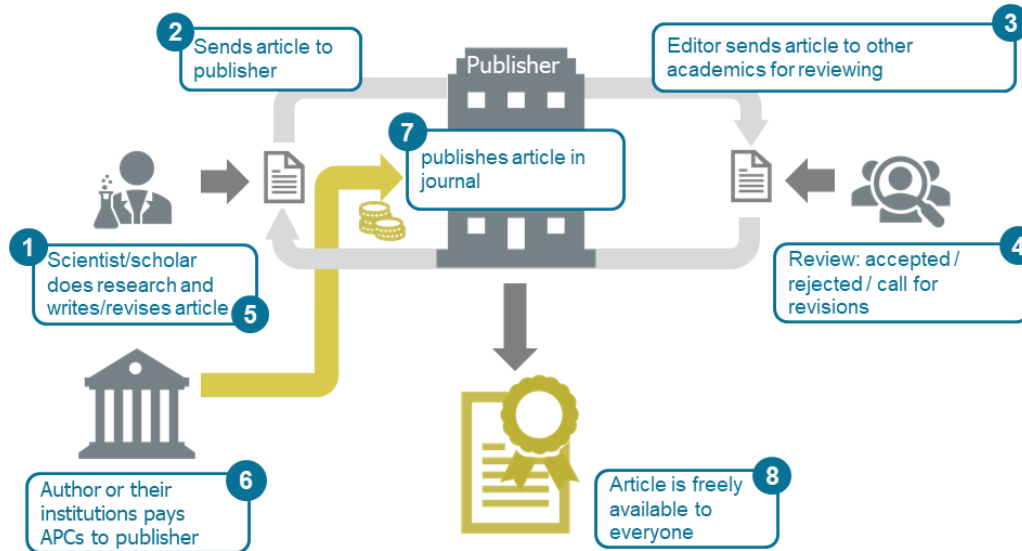 2
Sends article to
publisher
3
Editor sends article to other
academics for reviewing
Publisher
7
publishes article in
journal
1
Scientist/scholar
does research and
writes/revises article
5
4
Review: accepted /
rejected / call for
revisions
6
Author or their
institutions pays
APCs to publisher
8
Article is freely
available to
everyone